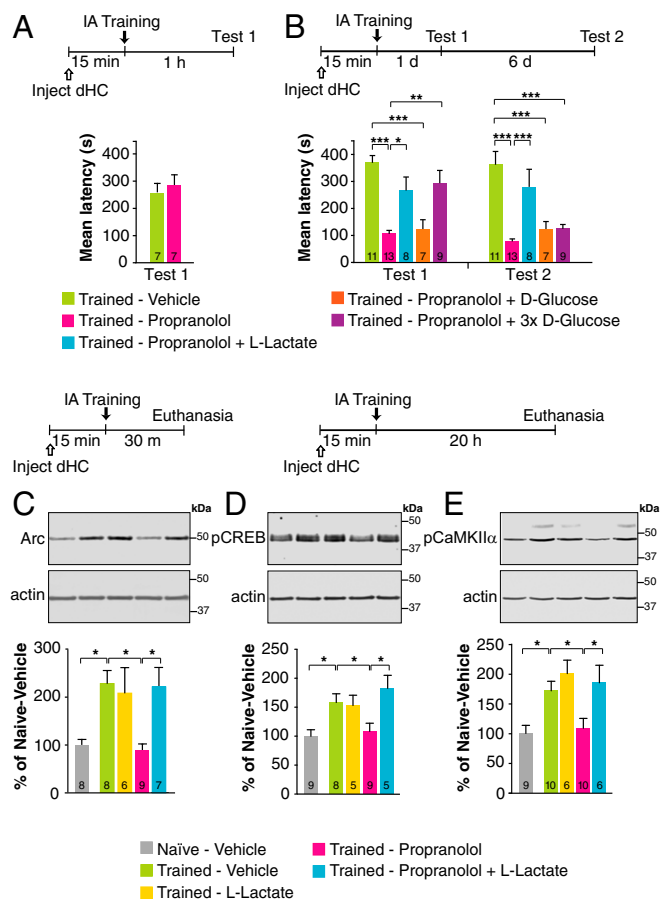 A
IA Training
Test 1
15 min
1 h
Inject dHC
Mean latency (s)
400
300
200
100
0
7 7
Test 1
B
IA Training
Test 1
Test 2
15 min
1 d
6 d
Inject dHC
Mean latency (s)
400
300
200
100
0
**
***
*** *
***
***
*** ***
11 13 8 7 9
11 13 8 7 9
Test 1
Test 2
Trained - Vehicle
Trained - Propranolol
Trained - Propranolol + L-Lactate
Trained - Propranolol + D-Glucose
Trained - Propranolol + 3x D-Glucose
IA Training
Euthanasia
15 min
30 m
Inject dHC
IA Training
Euthanasia
15 min
20 h
Inject dHC
C
kDa
Arc
50
37
actin
50
37
% of Naive-Vehicle
300
200
100
0
* * *
8 8 6 9 7
D
kDa
pCREB
50
37
actin
50
37
% of Naive-Vehicle
250
200
150
100
50
0
* * *
9 8 5 9 5
E
kDa
pCaMKIIα
50
37
actin
50
37
% of Naive-Vehicle
250
200
150
100
50
0
* * *
9 10 6 10 6
Naïve - Vehicle
Trained - Vehicle
Trained - L-Lactate
Trained - Propranolol
Trained - Propranolol + L-Lactate